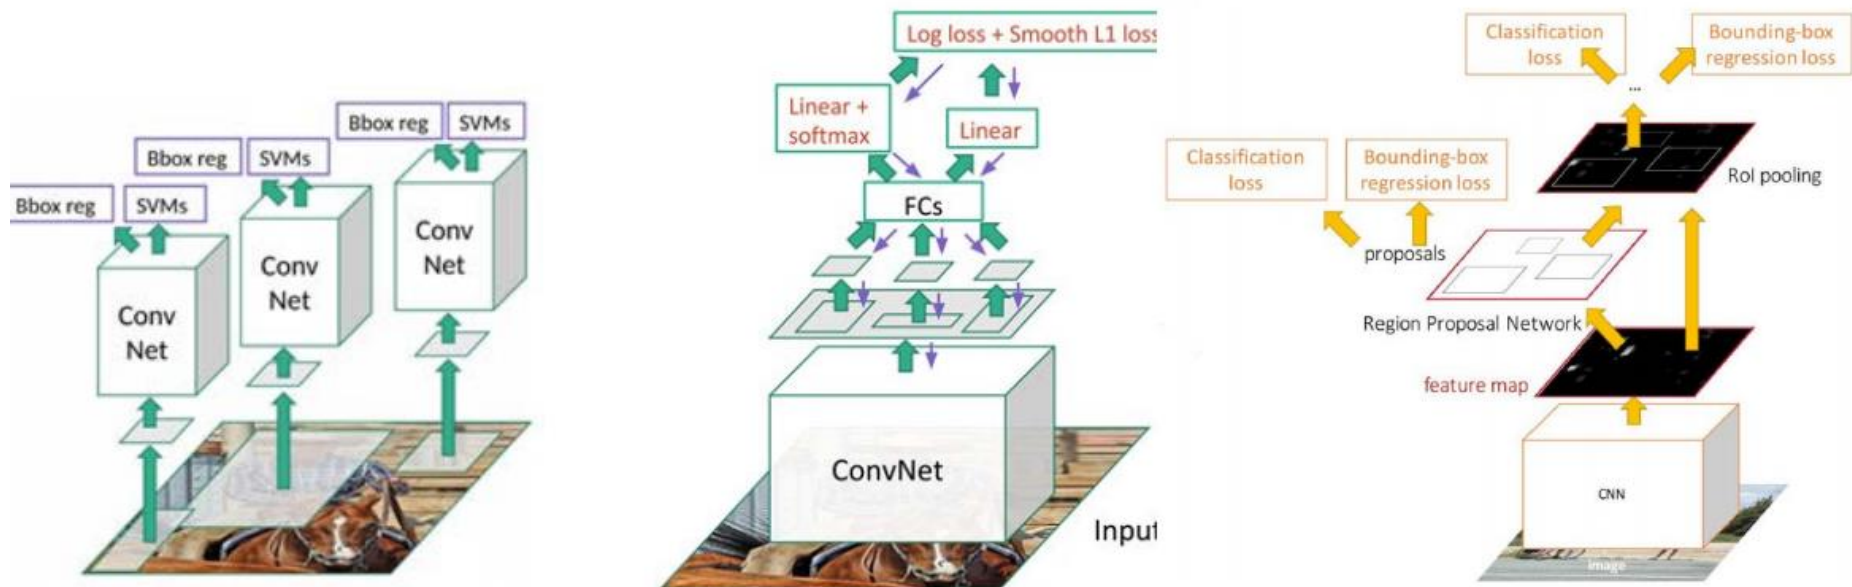 Bbox reg
SVMs
Bbox reg
SVMs
Bbox reg
SVMs
Conv
Net
Conv
Net
Conv
Net
Log loss + Smooth L1 loss
Linear +
softmax
Linear
FCs
ConvNet
Input
Classification
loss
Bounding-box
regression loss
...
Classification
loss
Bounding-box
regression loss
RoI pooling
proposals
Region Proposal Network
feature map
CNN
image